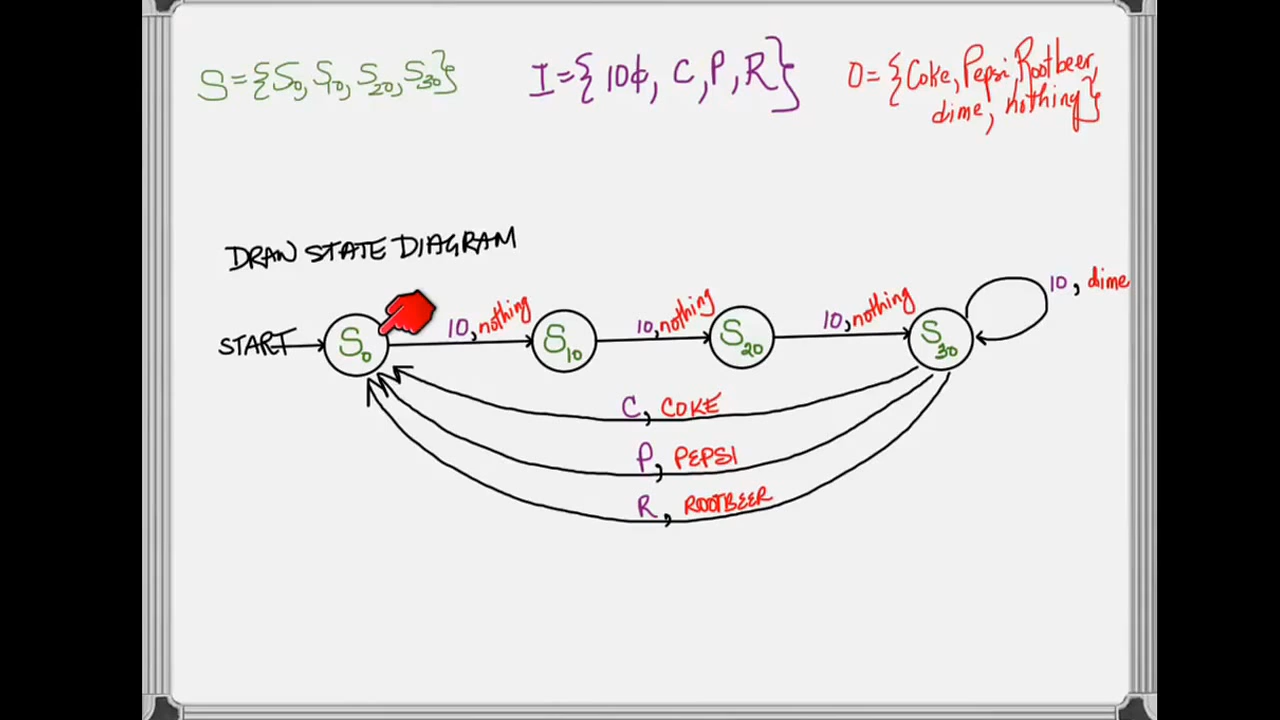 S={S0, S10, S20, S30}
I={10¢, C, P, R}
O={Coke, Pepsi, Rootbeer,
dime, nothing}
DRAW STATE DIAGRAM
START
S0
10, nothing
S10
10, nothing
S20
10, nothing
S30
10, dime
C, COKE
P, PEPSI
R, ROOTBEER